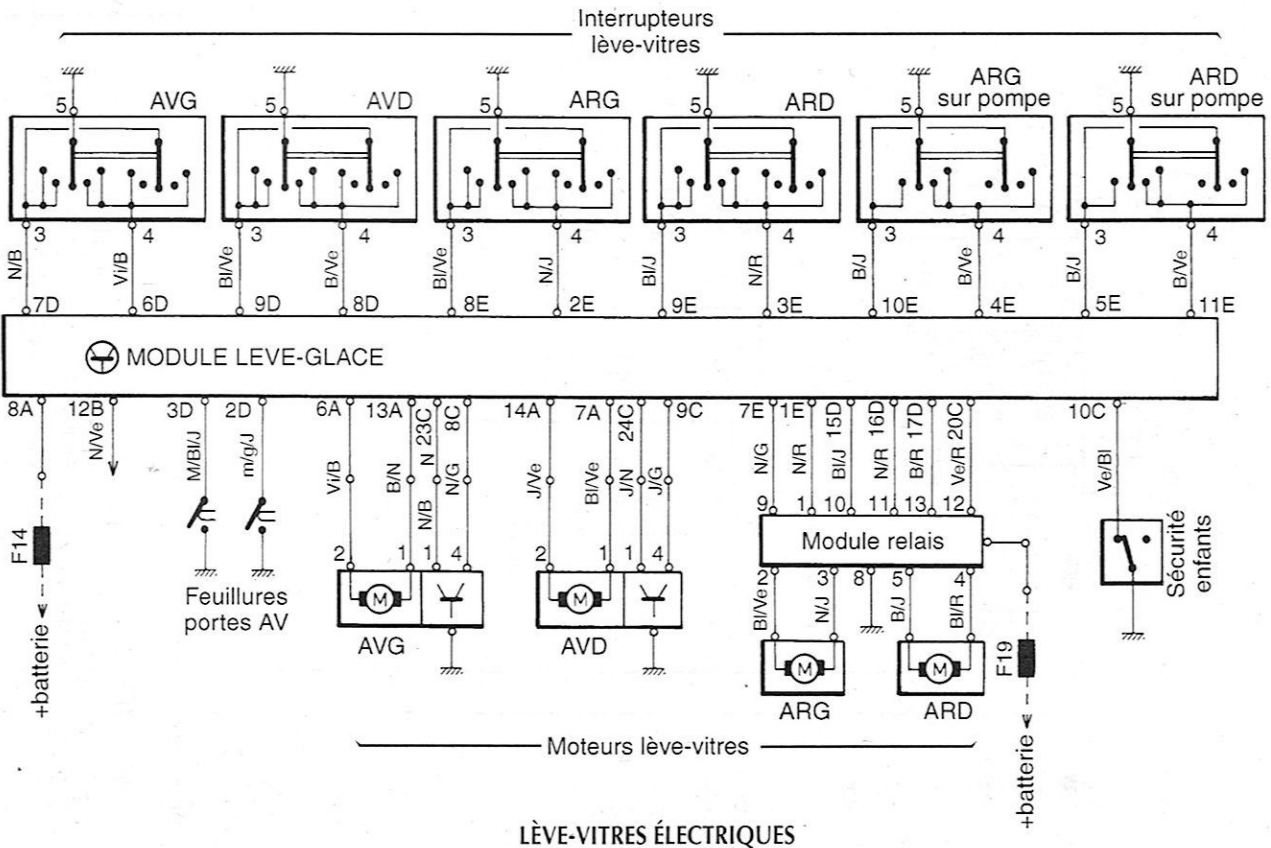 Interrupteurs
lève-vitres
5 AVG
5 AVD
5 ARG
5 ARD
5 ARG
sur pompe
5 ARD
sur pompe
3 4 3 4 3 4 3 4 3 4 3 4
N/B Vi/B Bl/Ve B/Ve Bl/Ve N/J Bl/J N/R B/J B/Ve B/J B/Ve
7D 6D 9D 8D 8E 2E 9E 3E 10E 4E 5E 11E
MODULE LEVE-GLACE
8A 12B 3D 2D 6A 13A 23C 8C 14A 7A 24C 9C 7E 1E 15D 16D 17D 20C 10C
N/Ve M/Bl/J m/g/J Vi/B B/N N N/B N/G J/Ve Bl/Ve J/N J/G N/G N/R Bl/J N/R B/R Ve/R Ve/Bl
9 1 10 11 13 12
Module relais
2 3 8 5 4
F14
+batterie
Feuillures
portes AV
2 1 1 4
M
AVG
2 1 1 4
M
AVD
Bl/Ve N/J B/J Bl/R
M
ARG
M
ARD
F19
+batterie
Sécurité
enfants
Moteurs lève-vitres
LÈVE-VITRES ÉLECTRIQUES